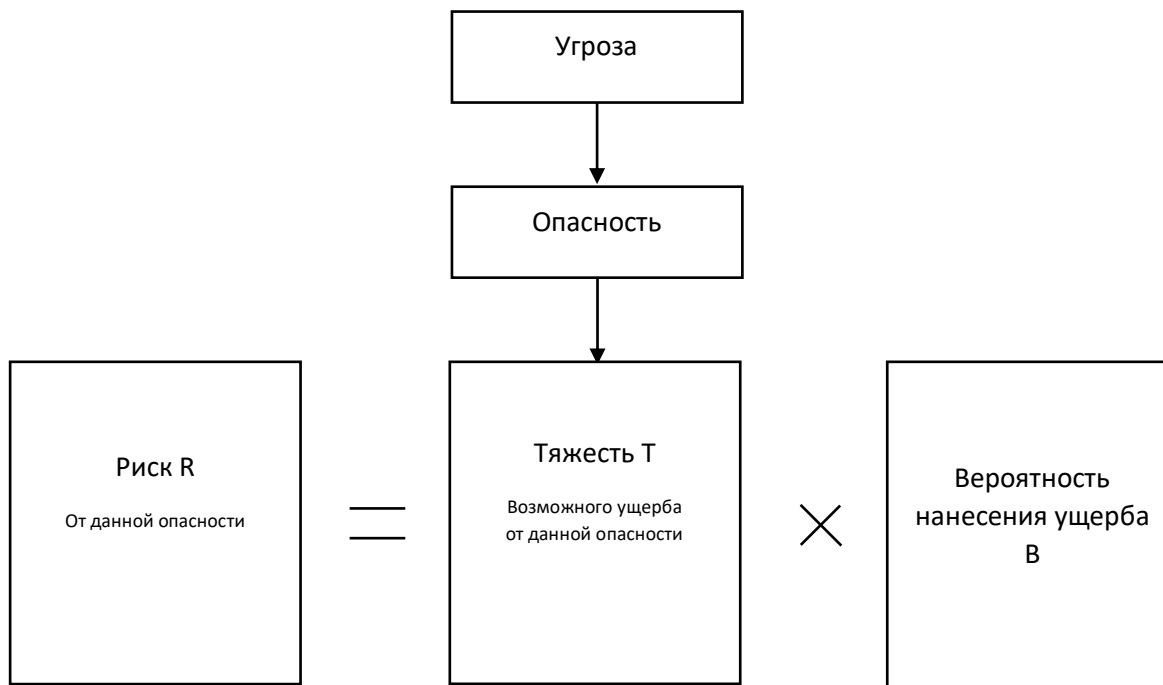 Угроза
Опасность
Риск R
От данной опасности
Тяжесть Т
Возможного ущерба
от данной опасности
Вероятность
нанесения ущерба
В